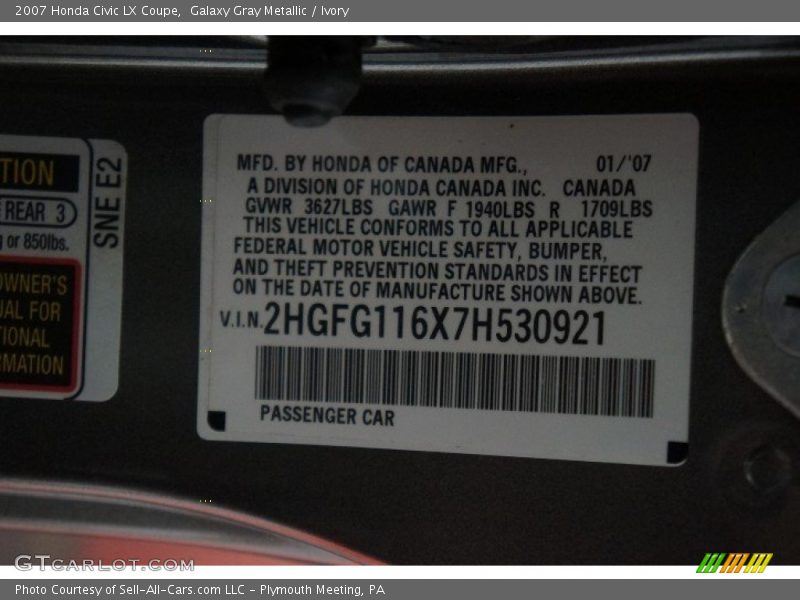 2007 Honda Civic LX Coupe, Galaxy Gray Metallic / Ivory
TION
REAR 3
g or 850lbs.
OWNER'S
UAL FOR
TIONAL
RMATION
SNE E2
MFD. BY HONDA OF CANADA MFG., 01/'07
A DIVISION OF HONDA CANADA INC. CANADA
GVWR 3627LBS GAWR F 1940LBS R 1709LBS
THIS VEHICLE CONFORMS TO ALL APPLICABLE
FEDERAL MOTOR VEHICLE SAFETY, BUMPER,
AND THEFT PREVENTION STANDARDS IN EFFECT
ON THE DATE OF MANUFACTURE SHOWN ABOVE.
V.I.N. 2HGFG116X7H530921
PASSENGER CAR
GTCARLOT.COM
Photo Courtesy of Sell-All-Cars.com LLC - Plymouth Meeting, PA